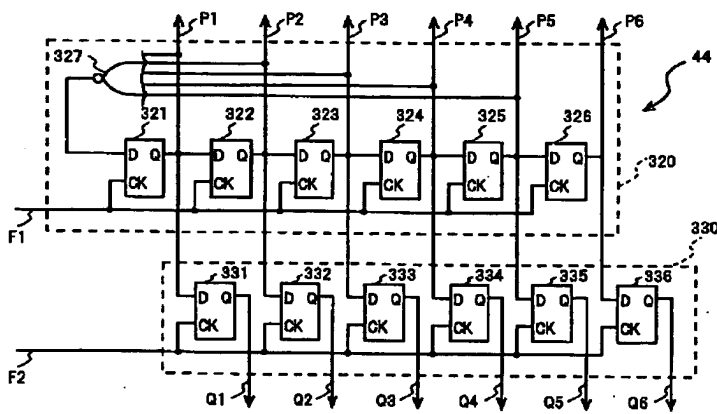 P1 P2 P3 P4 P5 P6
327
44
321 322 323 324 325 326
D Q D Q D Q D Q D Q D Q
CK CK CK CK CK CK
320
F1
330
331 332 333 334 335 336
D Q D Q D Q D Q D Q D Q
CK CK CK CK CK CK
F2
Q1 Q2 Q3 Q4 Q5 Q6